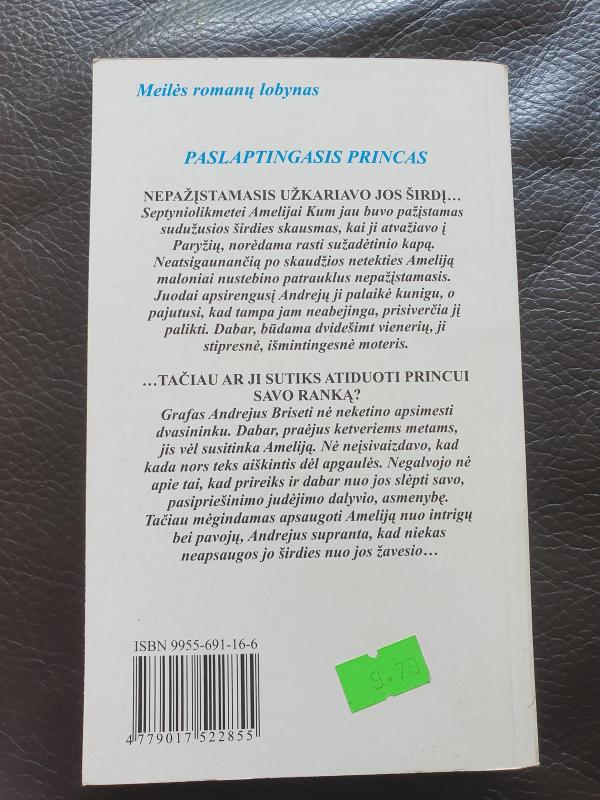 Meilės romanų lobynas
PASLAPTINGASIS PRINCAS
NEPAŽĮSTAMASIS UŽKARIAVO JOS ŠIRDĮ…
Septyniolikmetei Amelijai Kum jau buvo pažįstamas
sudužusios širdies skausmas, kai ji atvažiavo į
Paryžių, norėdama rasti sužadėtinio kapą.
Neatsigaunančią po skaudžios netekties Ameliją
maloniai nustebino patrauklus nepažįstamasis.
Juodai apsirengusį Andrejų ji palaikė kunigu, o
pajutusi, kad tampa jam neabejinga, prisiverčia jį
palikti. Dabar, būdama dvidešimt vienerių, ji
stipresnė, išmintingesnė moteris.
…TAČIAU AR JI SUTIKS ATIDUOTI PRINCUI
SAVO RANKĄ?
Grafas Andrejus Briseti nė neketino apsimesti
dvasininku. Dabar, praėjus ketveriems metams,
jis vėl susitinka Ameliją. Nė neįsivaizdavo, kad
kada nors teks aiškintis dėl apgaulės. Negalvojo nė
apie tai, kad prireiks ir dabar nuo jos slėpti savo,
pasipriešinimo judėjimo dalyvio, asmenybę.
Tačiau mėgindamas apsaugoti Ameliją nuo intrigų
bei pavojų, Andrejus supranta, kad niekas
neapsaugos jo širdies nuo jos žavesio…
ISBN 9955-691-16-6
9.79
4 779017 522855